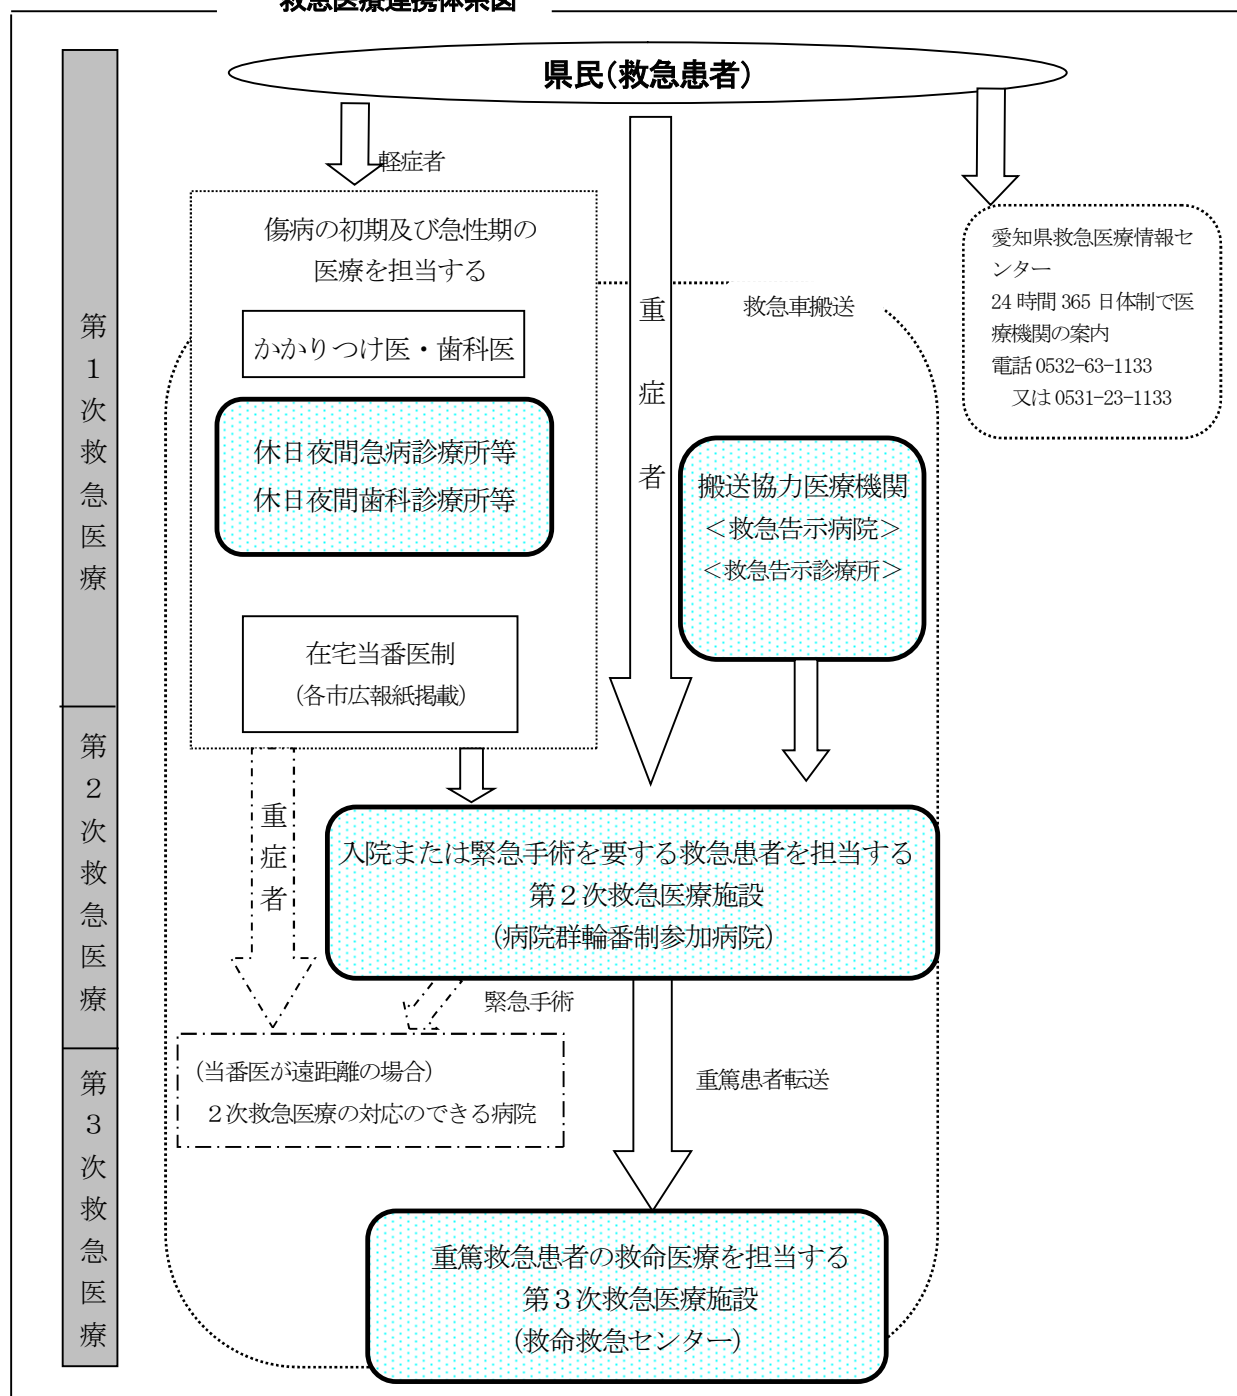 救急医療連携体系図
県民(救急患者)
軽症者
傷病の初期及び急性期の
医療を担当する
かかりつけ医・歯科医
休日夜間急病診療所等
休日夜間歯科診療所等
在宅当番医制
(各市広報紙掲載)
重症者
救急車搬送
搬送協力医療機関
＜救急告示病院＞
＜救急告示診療所＞
愛知県救急医療情報セ
ンター
24 時間 365 日体制で医
療機関の案内
電話 0532-63-1133
又は 0531-23-1133
第１次救急医療
第２次救急医療
第３次救急医療
重症者
入院または緊急手術を要する救急患者を担当する
第２次救急医療施設
(病院群輪番制参加病院)
緊急手術
(当番医が遠距離の場合)
２次救急医療の対応のできる病院
重篤患者転送
重篤救急患者の救命医療を担当する
第３次救急医療施設
(救命救急センター)